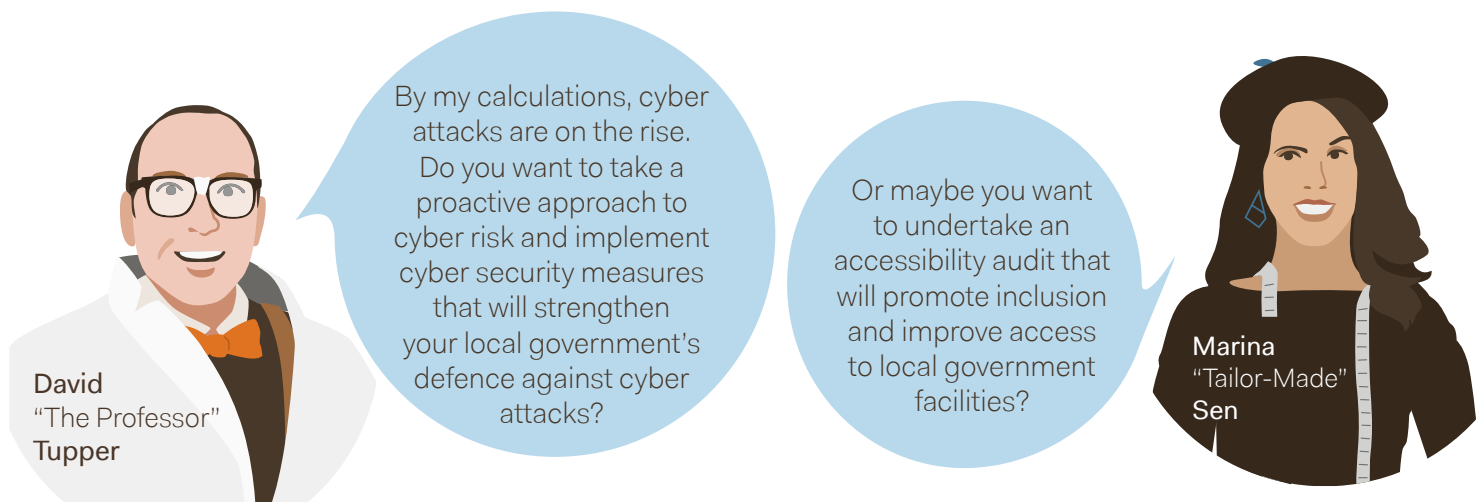 By my calculations, cyber
attacks are on the rise.
Do you want to take a
proactive approach to
cyber risk and implement
cyber security measures
that will strengthen
your local government’s
defence against cyber
attacks?
Or maybe you want
to undertake an
accessibility audit that
will promote inclusion
and improve access
to local government
facilities?
David
“The Professor”
Tupper
Marina
“Tailor-Made”
Sen